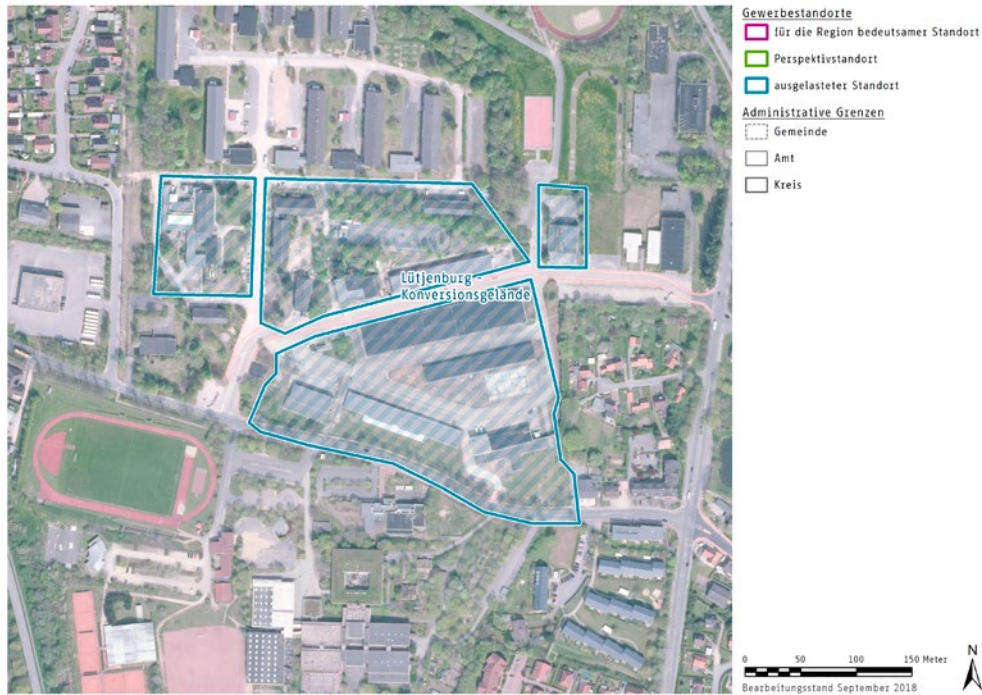 Gewerbestandorte
für die Region bedeutsamer Standort
Perspektivstandort
ausgelasteter Standort
Administrative Grenzen
Gemeinde
Amt
Kreis
Lütjenburg -
Konversionsgelände
N
0 50 100 150 Meter
Bearbeitungsstand September 2018